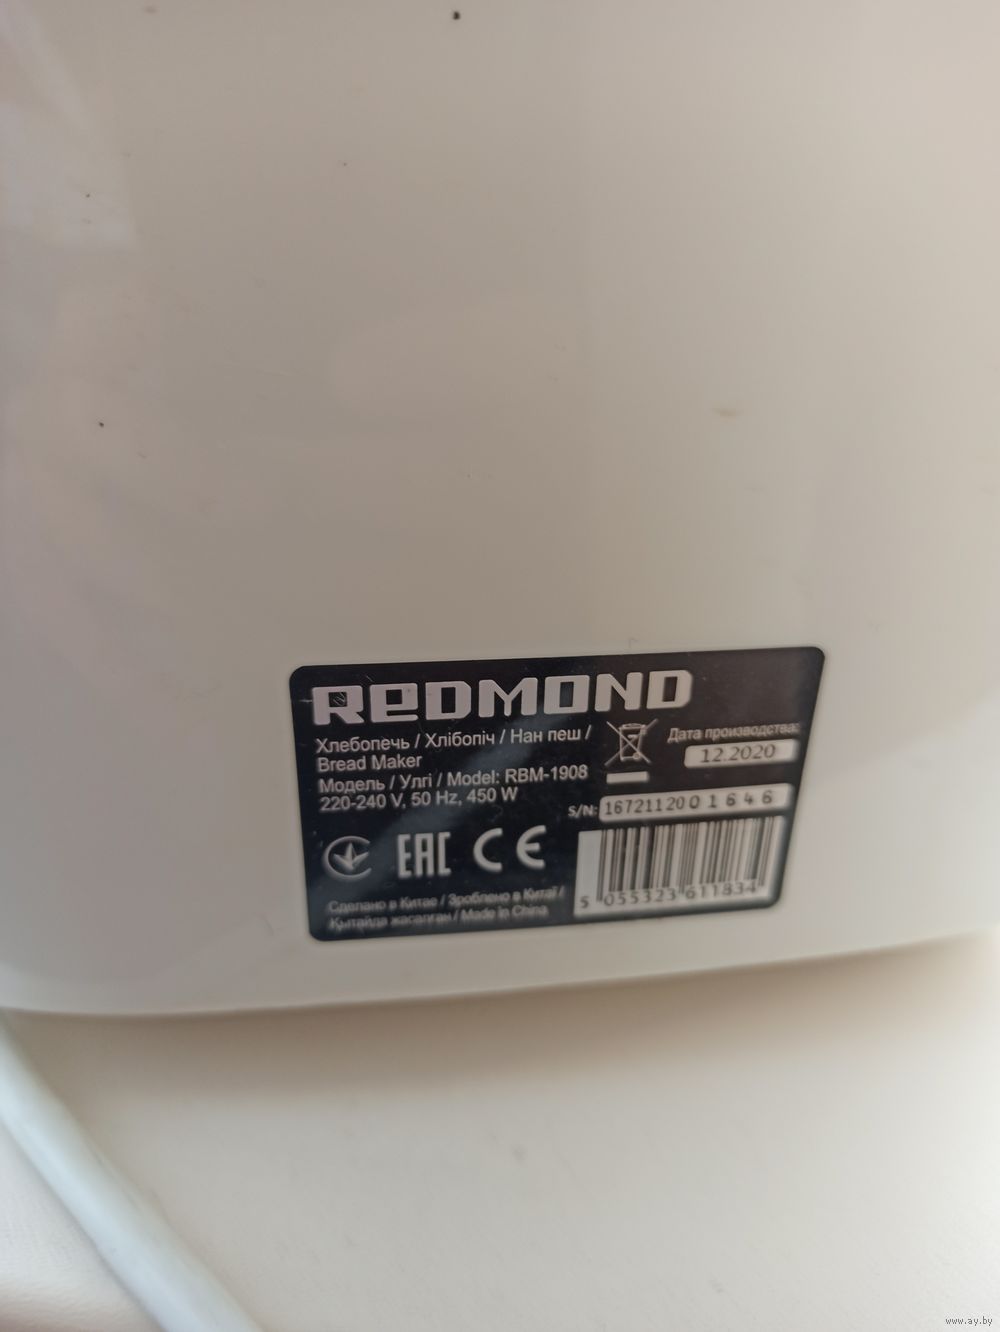 REDMOND
Хлебопечь / Хлібопіч / Нан пеш /
Bread Maker
Модель / Үлгі / Model: RBM-1908
220-240 V, 50 Hz, 450 W
Дата производства:
12.2020
S/N: 1672112001646
EAC CE
Сделано в Китае / Зроблено в Китаї /
Қытайда жасалған / Made in China
5 055323 611834
www.ay.by